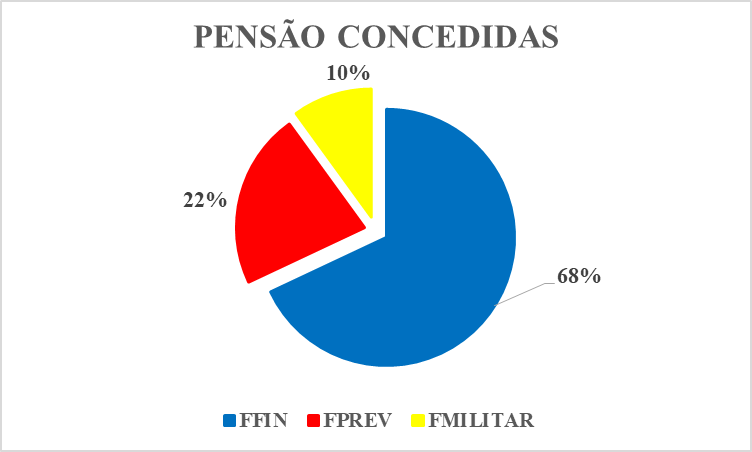 PENSÃO CONCEDIDAS
10%
22%
68%
FFIN FPREV FMILITAR